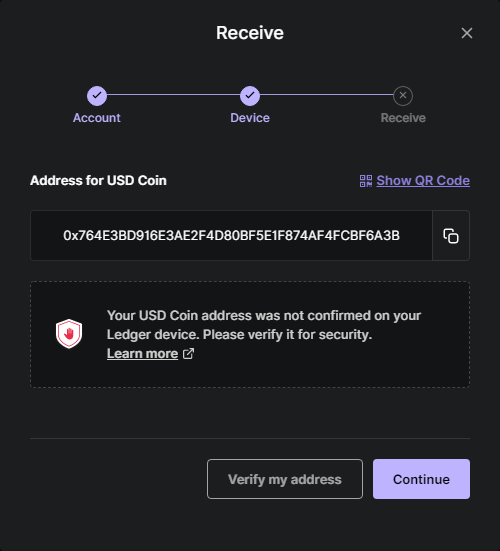 Receive
Account
Device
Receive
Address for USD Coin
Show QR Code
0x764E3BD916E3AE2F4D80BF5E1F874AF4FCBF6A3B
Your USD Coin address was not confirmed on your
Ledger device. Please verify it for security.
Learn more
Verify my address
Continue